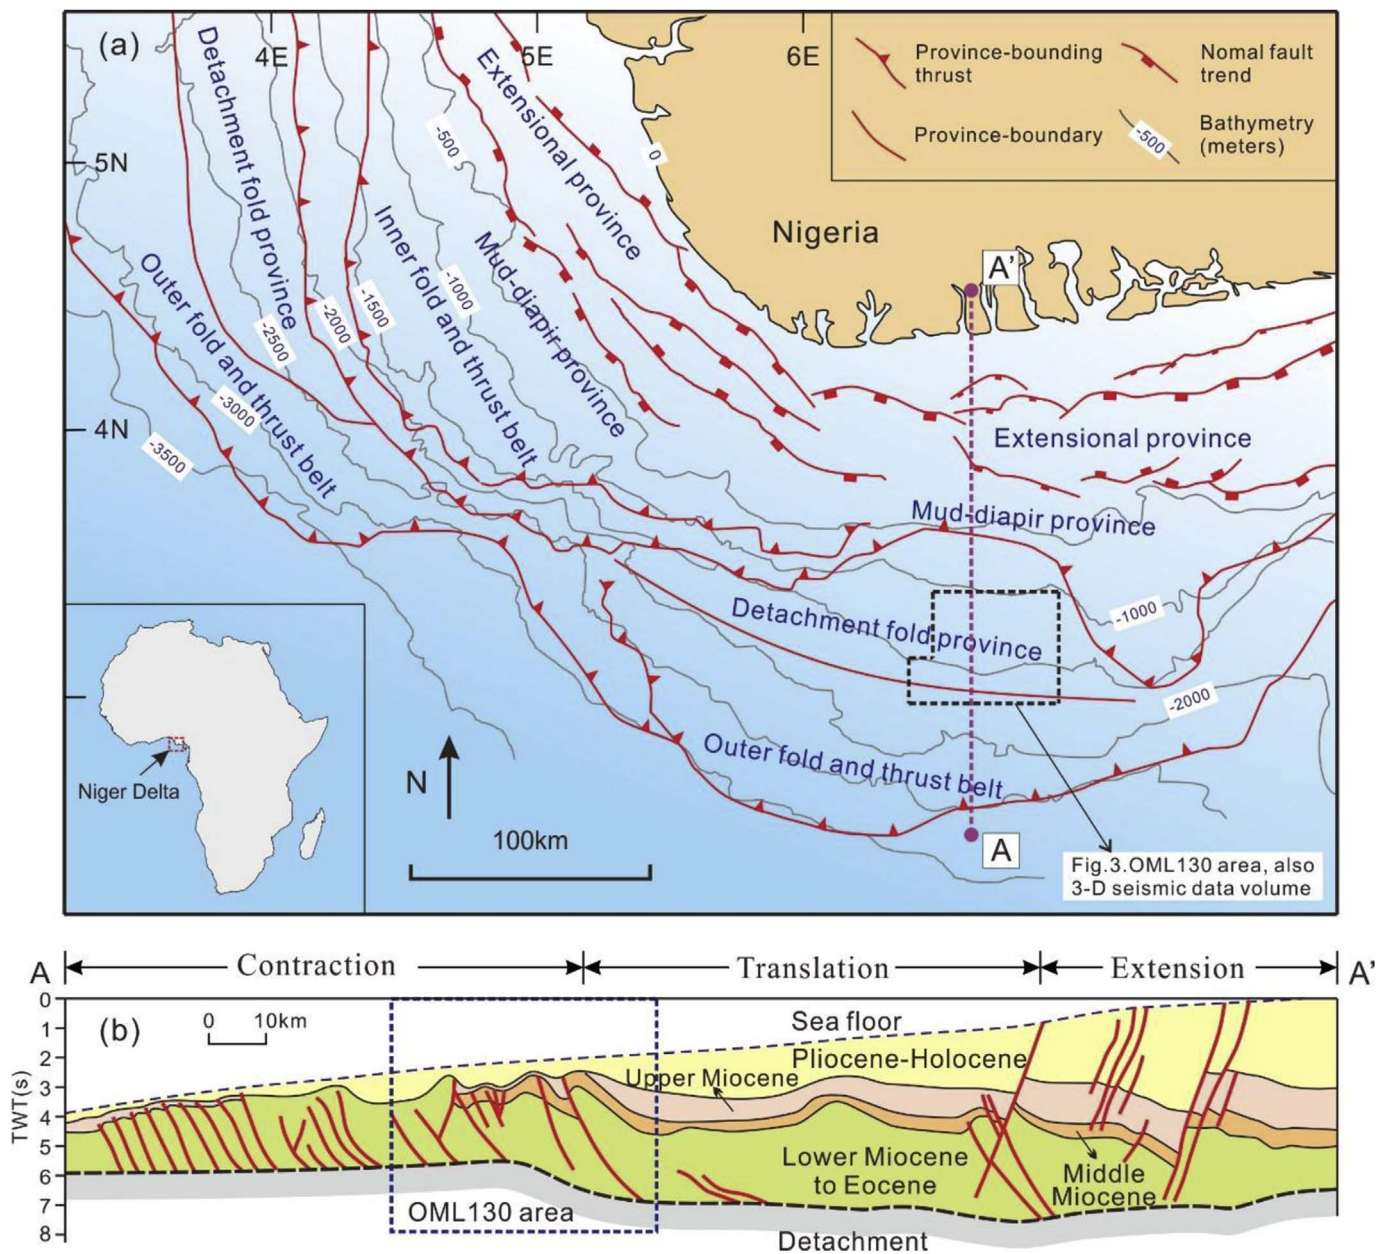 (a)
4E
5E
6E
5N
4N
Province-bounding
thrust
Nomal fault
trend
Province-boundary
-500
Bathymetry
(meters)
Detachment fold province
Extensional province
-500
0
Nigeria
Outer fold and thrust belt
Inner fold and thrust belt
Mud-diapir province
A’
-1000
-1500
-2000
-2500
-3000
-3500
Extensional province
Mud-diapir province
Detachment fold province
-1000
-2000
Outer fold and thrust belt
Niger Delta
N
100km
A
Fig.3.OML130 area, also
3-D seismic data volume
A
Contraction
Translation
Extension
A’
(b)
0 10km
TWT(s)
0
1
2
3
4
5
6
7
8
Sea floor
Pliocene-Holocene
Upper Miocene
Lower Miocene
to Eocene
Middle
Miocene
OML130 area
Detachment